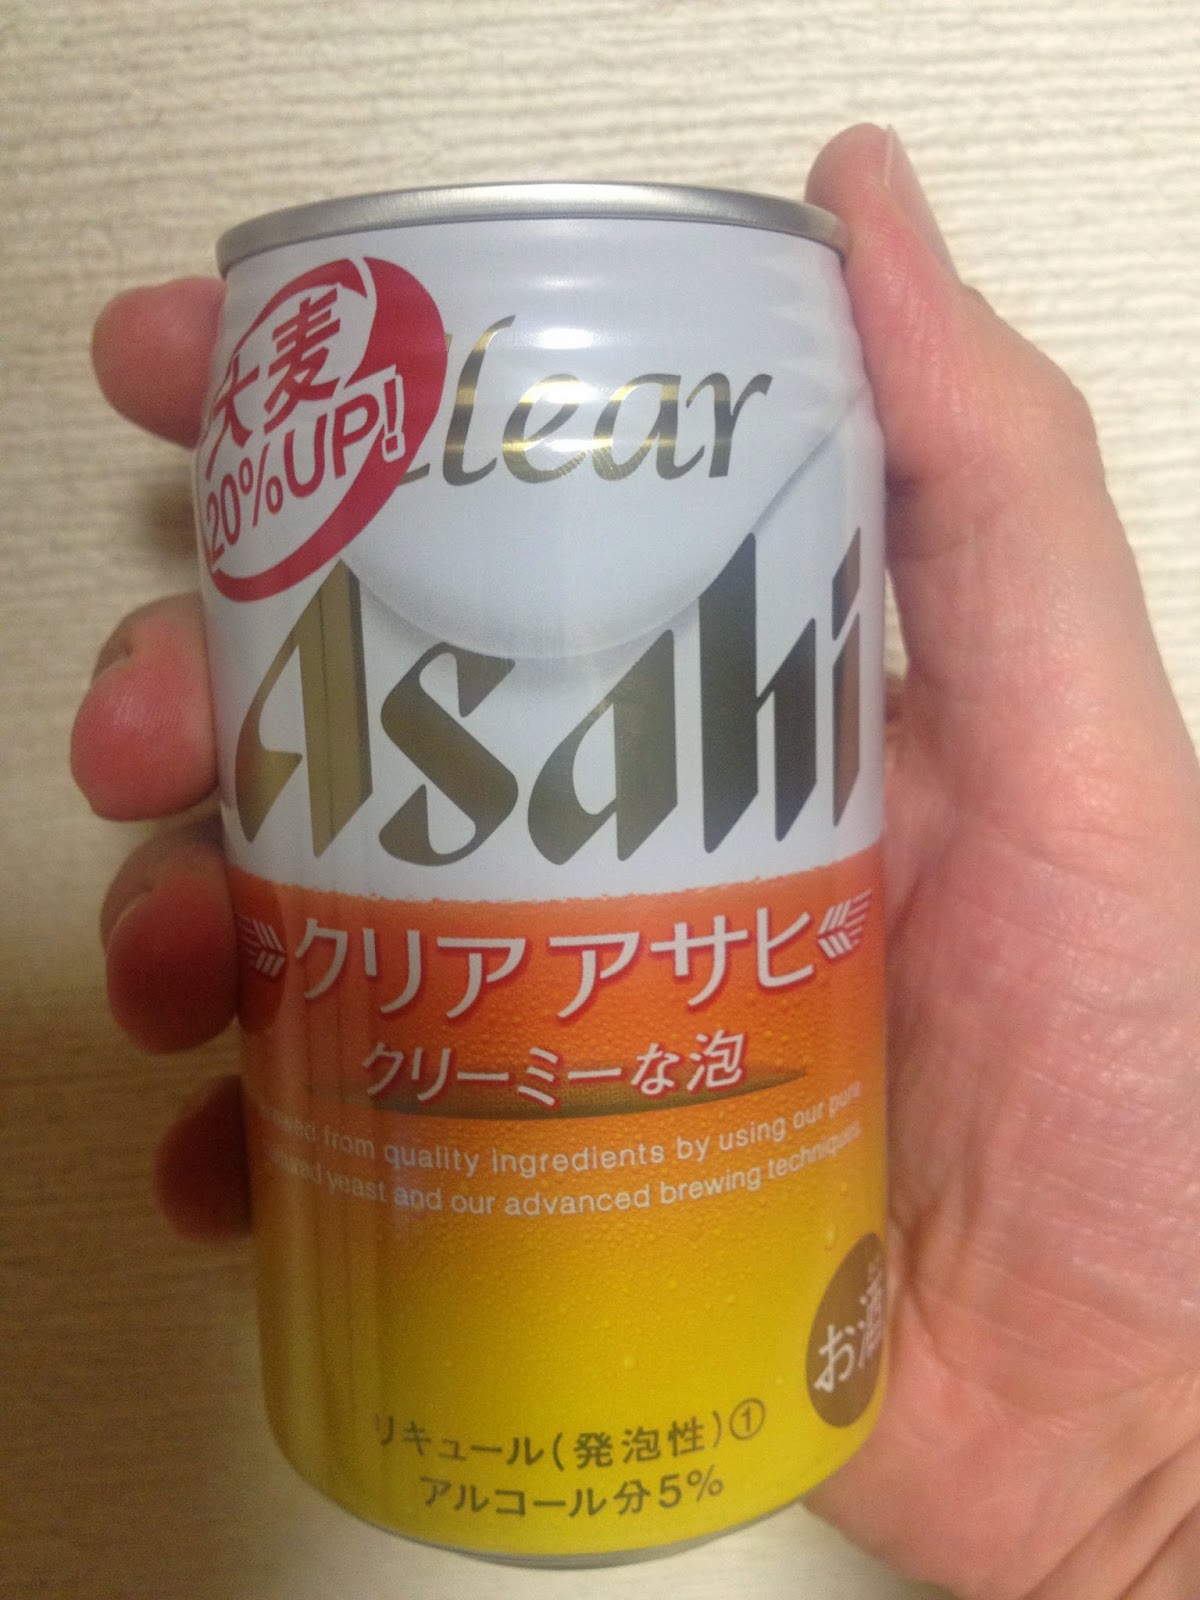 大麦
20%UP!
Clear
Asahi
クリア アサヒ
クリーミーな泡
from quality ingredients by using our pure
yeast and our advanced brewing techniques.
お酒
リキュール(発泡性)①
アルコール分5%